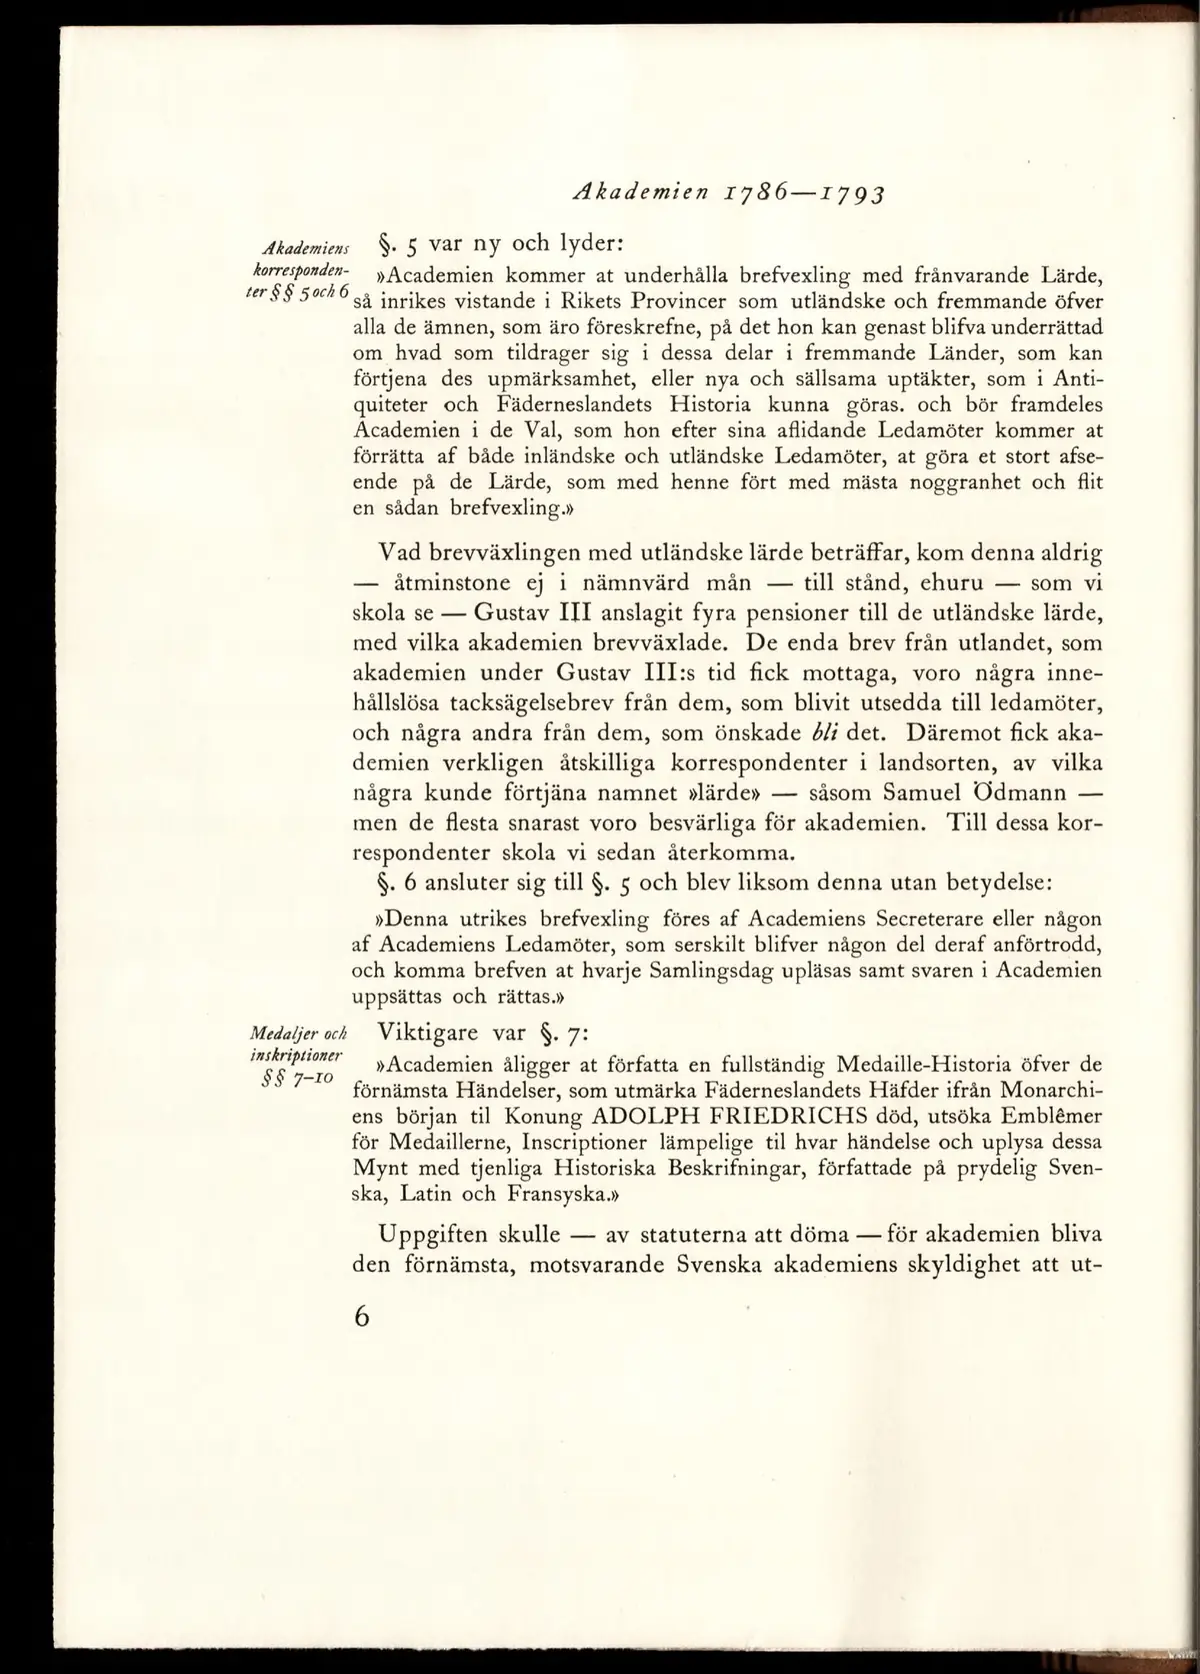 Akademien 1786—1793
Akademiens
korresponden-
ter §§ 5 och 6
§. 5 var ny och lyder:
»Academien kommer at underhålla brefvexling med frånvarande Lärde,
så inrikes vistande i Rikets Provincer som utländske och fremmande öfver
alla de ämnen, som äro föreskrefne, på det hon kan genast blifva underrättad
om hvad som tildrager sig i dessa delar i fremmande Länder, som kan
förtjena des upmärksamhet, eller nya och sällsama uptäkter, som i Anti-
quiteter och Fäderneslandets Historia kunna göras. och bör framdeles
Academien i de Val, som hon efter sina aflidande Ledamöter kommer at
förrätta af både inländske och utländske Ledamöter, at göra et stort afse-
ende på de Lärde, som med henne fört med mästa noggranhet och flit
en sådan brefvexling.»
Vad brevväxlingen med utländske lärde beträffar, kom denna aldrig
— åtminstone ej i nämnvärd mån — till stånd, ehuru — som vi
skola se — Gustav III anslagit fyra pensioner till de utländske lärde,
med vilka akademien brevväxlade. De enda brev från utlandet, som
akademien under Gustav III:s tid fick mottaga, voro några inne-
hållslösa tacksägelsebrev från dem, som blivit utsedda till ledamöter,
och några andra från dem, som önskade bli det. Däremot fick aka-
demien verkligen åtskilliga korrespondenter i landsorten, av vilka
några kunde förtjäna namnet »lärde» — såsom Samuel Ödmann —
men de flesta snarast voro besvärliga för akademien. Till dessa kor-
respondenter skola vi sedan återkomma.
§. 6 ansluter sig till §. 5 och blev liksom denna utan betydelse:
»Denna utrikes brefvexling föres af Academiens Secreterare eller någon
af Academiens Ledamöter, som serskilt blifver någon del deraf anförtrodd,
och komma brefven at hvarje Samlingsdag upläsas samt svaren i Academien
uppsättas och rättas.»
Medaljer och
inskriptioner
§§ 7–10
Viktigare var §. 7:
»Academien åligger at författa en fullständig Medaille-Historia öfver de
förnämsta Händelser, som utmärka Fäderneslandets Häfder ifrån Monarchi-
ens början til Konung ADOLPH FRIEDRICHS död, utsöka Emblêmer
för Medaillerne, Inscriptioner lämpelige til hvar händelse och uplysa dessa
Mynt med tjenliga Historiska Beskrifningar, författade på prydelig Sven-
ska, Latin och Fransyska.»
Uppgiften skulle — av statuterna att döma — för akademien bliva
den förnämsta, motsvarande Svenska akademiens skyldighet att ut-
6